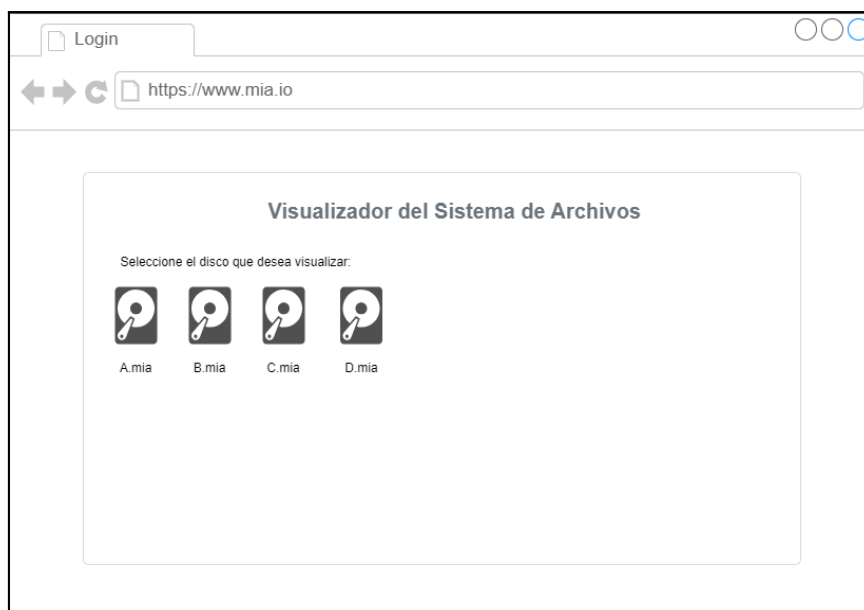 Login
https://www.mia.io
Visualizador del Sistema de Archivos
Seleccione el disco que desea visualizar:
A.mia B.mia C.mia D.mia